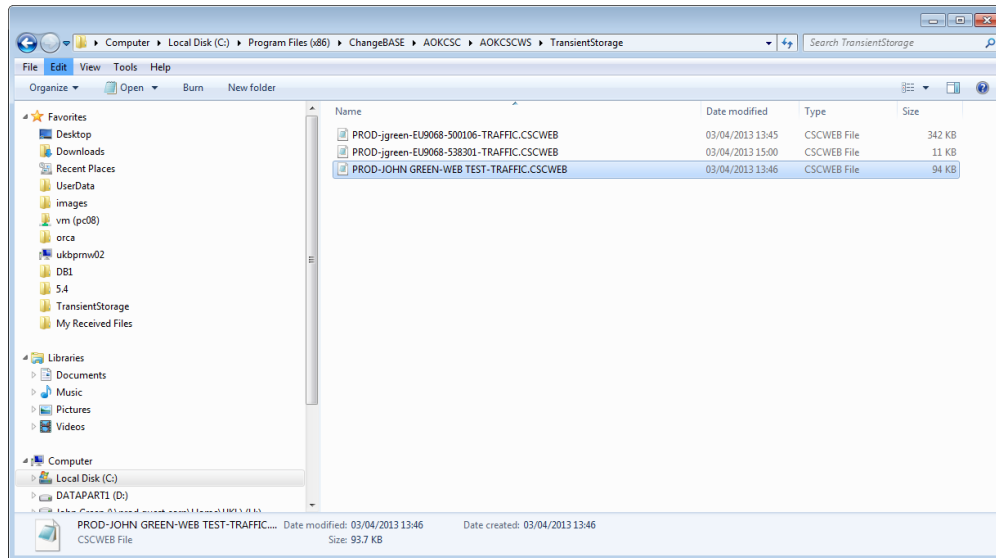 Computer ▸ Local Disk (C:) ▸ Program Files (x86) ▸ ChangeBASE ▸ AOKCSC ▸ AOKCSCWS ▸ TransientStorage
Search TransientStorage
File Edit View Tools Help
Organize Open Burn New folder
Favorites
Desktop
Downloads
Recent Places
UserData
images
vm (pc08)
orca
ukbprnw02
DB1
5.4
TransientStorage
My Received Files
Libraries
Documents
Music
Pictures
Videos
Computer
Local Disk (C:)
DATAPART1 (D:)
Name Date modified Type Size
PROD-jgreen-EU9068-500106-TRAFFIC.CSCWEB 03/04/2013 13:45 CSCWEB File 342 KB
PROD-jgreen-EU9068-538301-TRAFFIC.CSCWEB 03/04/2013 15:00 CSCWEB File 11 KB
PROD-JOHN GREEN-WEB TEST-TRAFFIC.CSCWEB 03/04/2013 13:46 CSCWEB File 94 KB
PROD-JOHN GREEN-WEB TEST-TRAFFIC.... Date modified: 03/04/2013 13:46 Date created: 03/04/2013 13:46
CSCWEB File Size: 93.7 KB